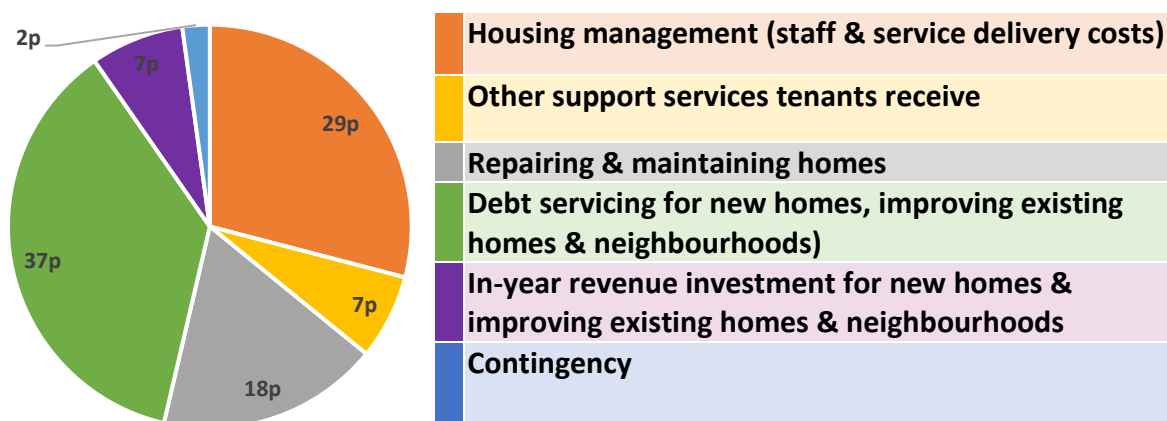 2p
7p
29p
37p
7p
18p
Housing management (staff & service delivery costs)
Other support services tenants receive
Repairing & maintaining homes
Debt servicing for new homes, improving existing
homes & neighbourhoods)
In-year revenue investment for new homes &
improving existing homes & neighbourhoods
Contingency